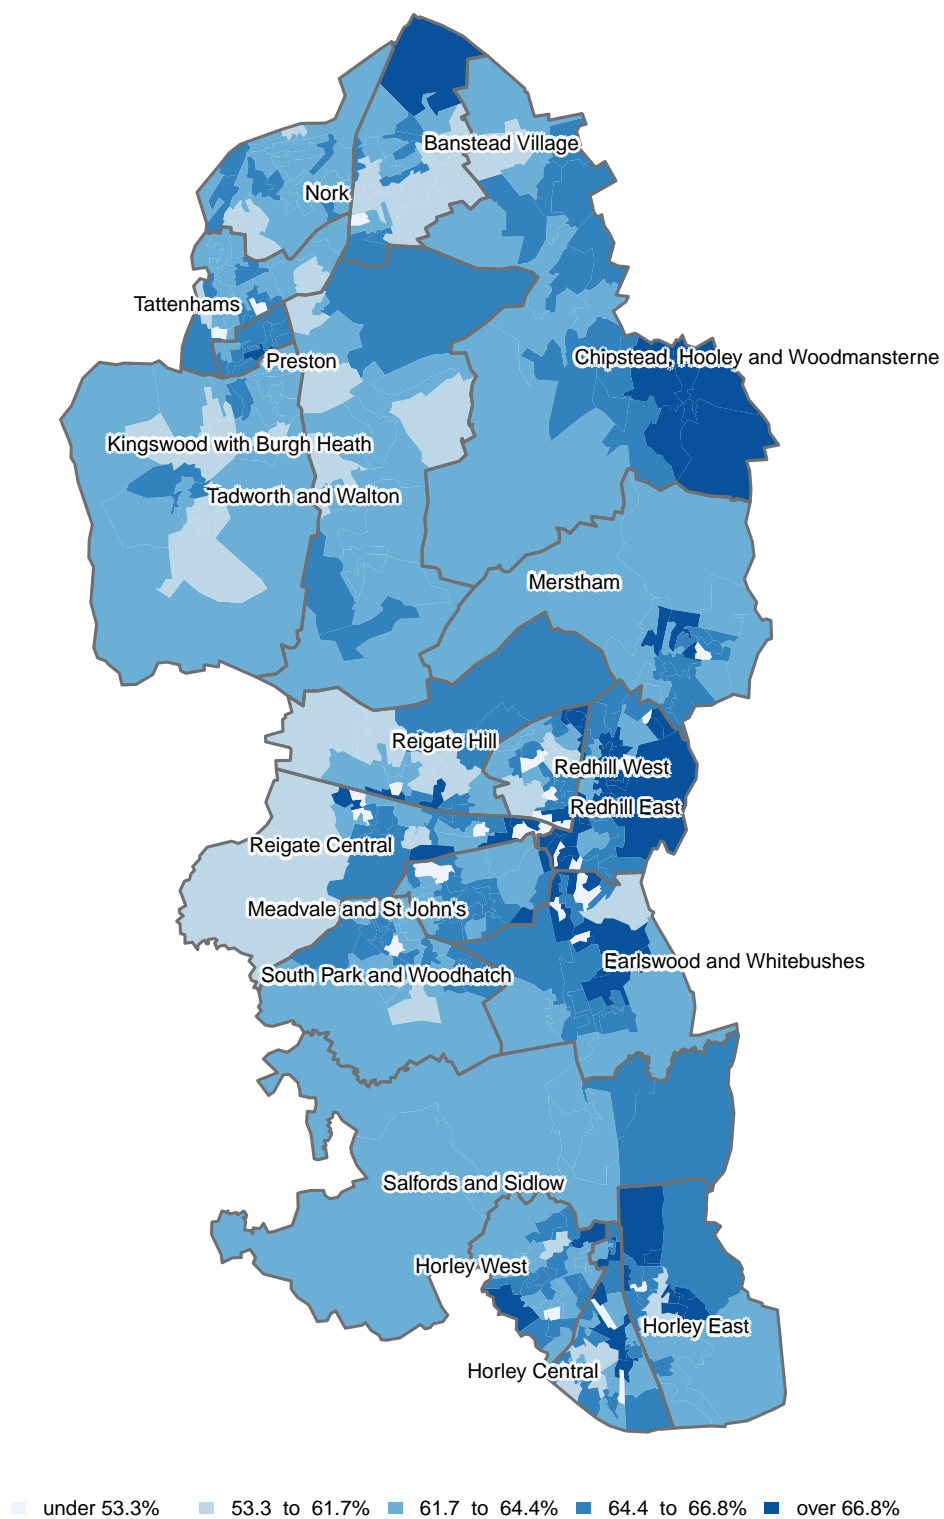 Banstead Village
Nork
Tattenhams
Chipstead, Hooley and Woodmansterne
Preston
Kingswood with Burgh Heath
Tadworth and Walton
Merstham
Reigate Hill
Redhill West
Redhill East
Reigate Central
Meadvale and St John's
Earlswood and Whitebushes
South Park and Woodhatch
Salfords and Sidlow
Horley West
Horley East
Horley Central
under 53.3% 53.3 to 61.7% 61.7 to 64.4% 64.4 to 66.8% over 66.8%